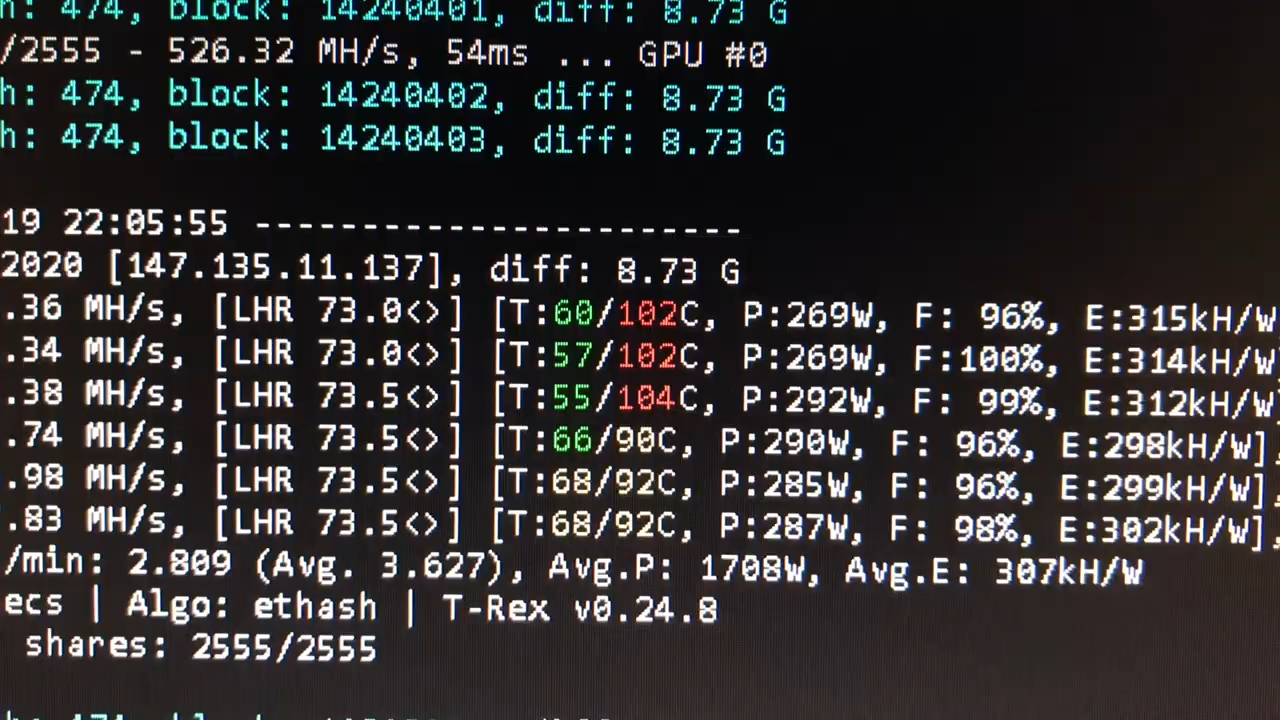 h: 474, block: 14240401, diff: 8.73 G
/2555 - 526.32 MH/s, 54ms ... GPU #0
h: 474, block: 14240402, diff: 8.73 G
h: 474, block: 14240403, diff: 8.73 G
19 22:05:55 -----------------------
2020 [147.135.11.137], diff: 8.73 G
.36 MH/s, [LHR 73.0<>] [T:60/102C, P:269W, F: 96%, E:315kH/W
.34 MH/s, [LHR 73.0<>] [T:57/102C, P:269W, F:100%, E:314kH/W
.38 MH/s, [LHR 73.5<>] [T:55/104C, P:292W, F: 99%, E:312kH/W
.74 MH/s, [LHR 73.5<>] [T:66/90C, P:290W, F: 96%, E:298kH/W],
.98 MH/s, [LHR 73.5<>] [T:68/92C, P:285W, F: 96%, E:299kH/W],
.83 MH/s, [LHR 73.5<>] [T:68/92C, P:287W, F: 98%, E:302kH/W],
/min: 2.809 (Avg. 3.627), Avg.P: 1708W, Avg.E: 307kH/W
ecs | Algo: ethash | T-Rex v0.24.8
shares: 2555/2555